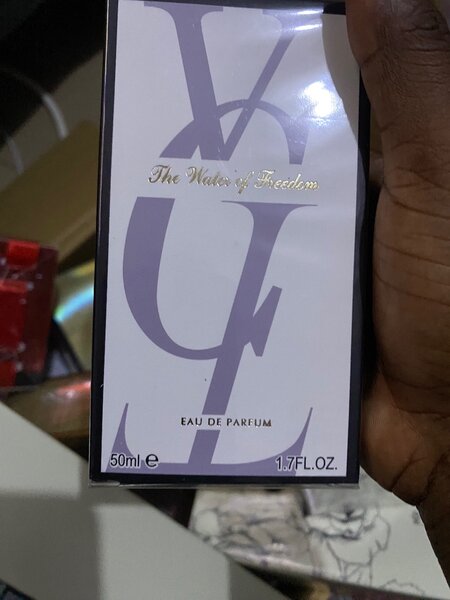 The Water of Freedom
EAU DE PARFUM
50ml e 1.7FL.OZ.